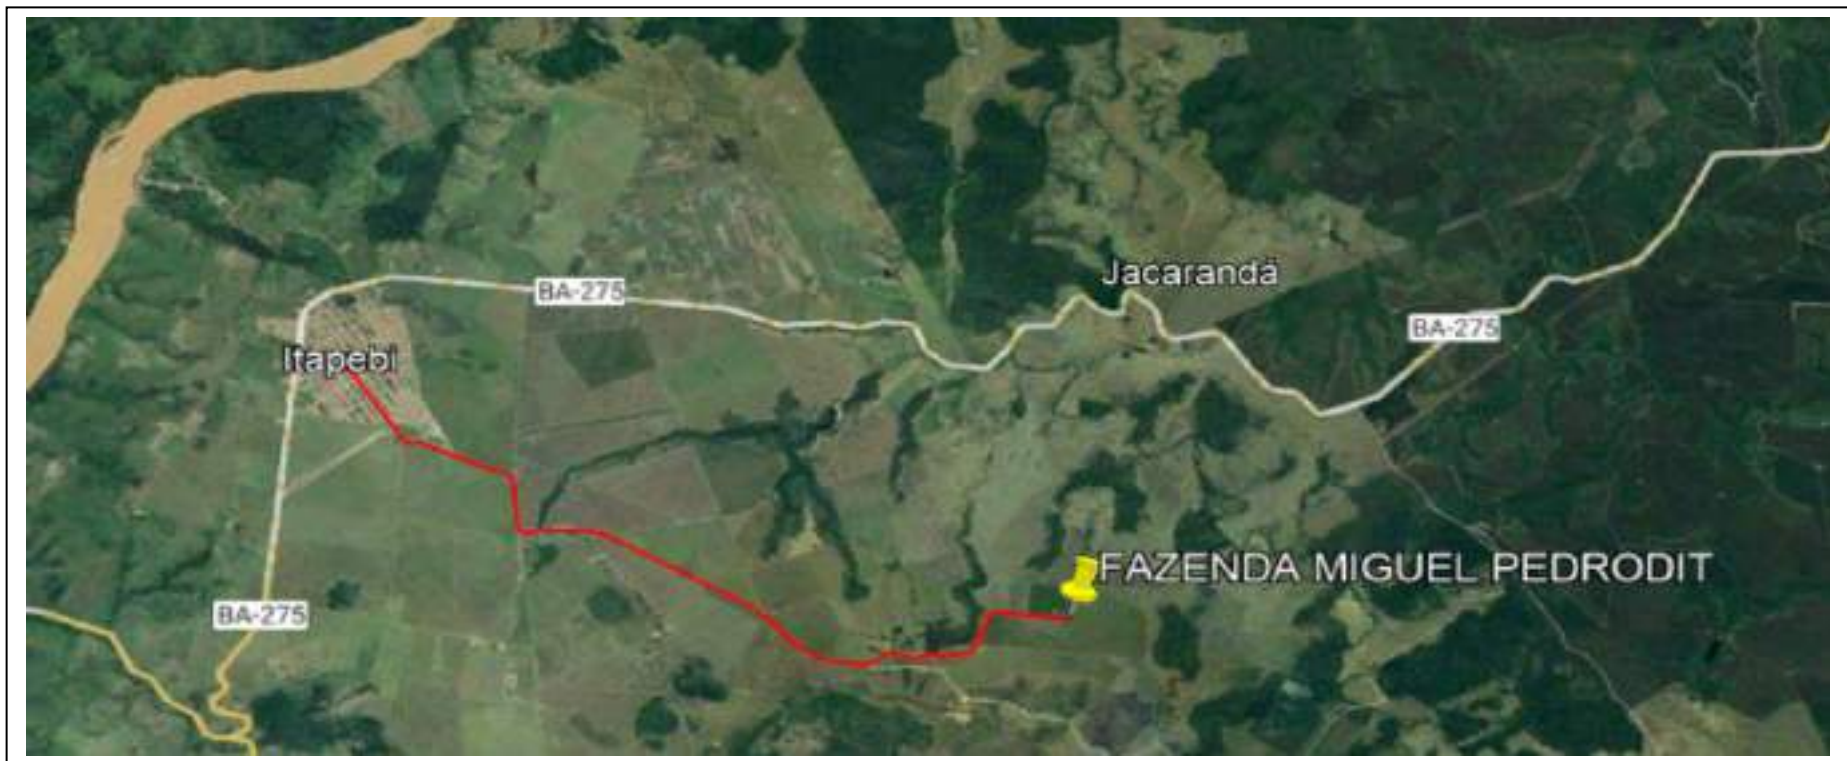 Jacarandá
BA-275
BA-275
Itapebi
FAZENDA MIGUEL PEDRODIT
BA-275